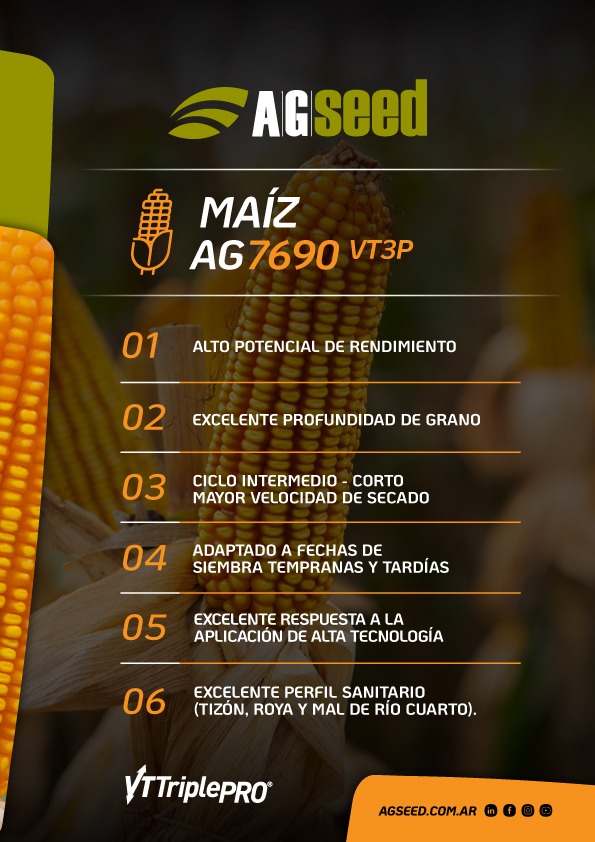 AGseed
MAÍZ
AG7690 VT3P
01 ALTO POTENCIAL DE RENDIMIENTO
02 EXCELENTE PROFUNDIDAD DE GRANO
03 CICLO INTERMEDIO - CORTO
MAYOR VELOCIDAD DE SECADO
04 ADAPTADO A FECHAS DE
SIEMBRA TEMPRANAS Y TARDÍAS
05 EXCELENTE RESPUESTA A LA
APLICACIÓN DE ALTA TECNOLOGÍA
06 EXCELENTE PERFIL SANITARIO
(TIZÓN, ROYA Y MAL DE RÍO CUARTO).
VTTriplePRO®
AGSEED.COM.AR